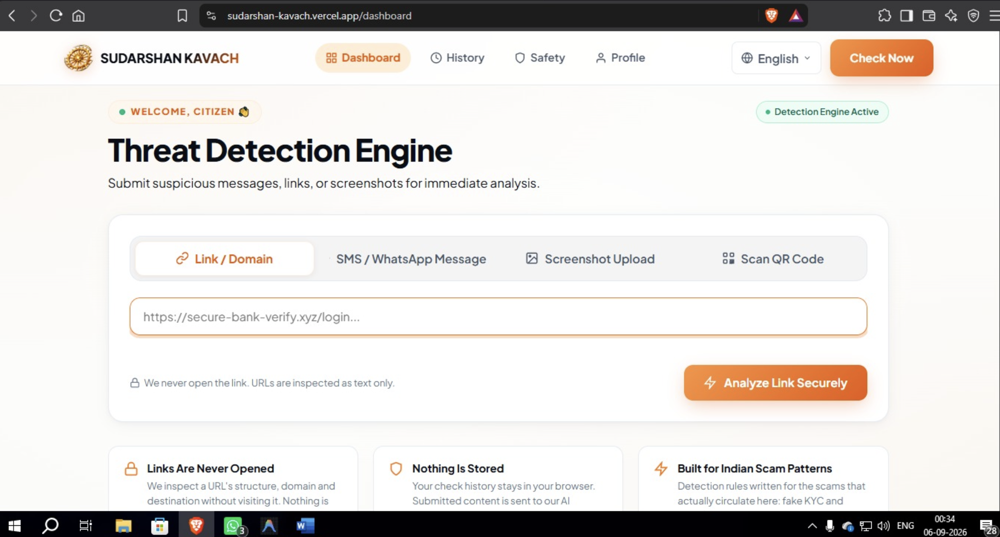 sudarshan-kavach.vercel.app/dashboard
SUDARSHAN KAVACH
Dashboard
History
Safety
Profile
English
Check Now
WELCOME, CITIZEN 👏
Detection Engine Active
Threat Detection Engine
Submit suspicious messages, links, or screenshots for immediate analysis.
Link / Domain
SMS / WhatsApp Message
Screenshot Upload
Scan QR Code
https://secure-bank-verify.xyz/login...
We never open the link. URLs are inspected as text only.
Analyze Link Securely
Links Are Never Opened
We inspect a URL's structure, domain and
destination without visiting it. Nothing is
Nothing Is Stored
Your check history stays in your browser.
Submitted content is sent to our AI
Built for Indian Scam Patterns
Detection rules written for the scams that
actually circulate here: fake KYC and
3
W
ENG
00:34
06-09-2026
28